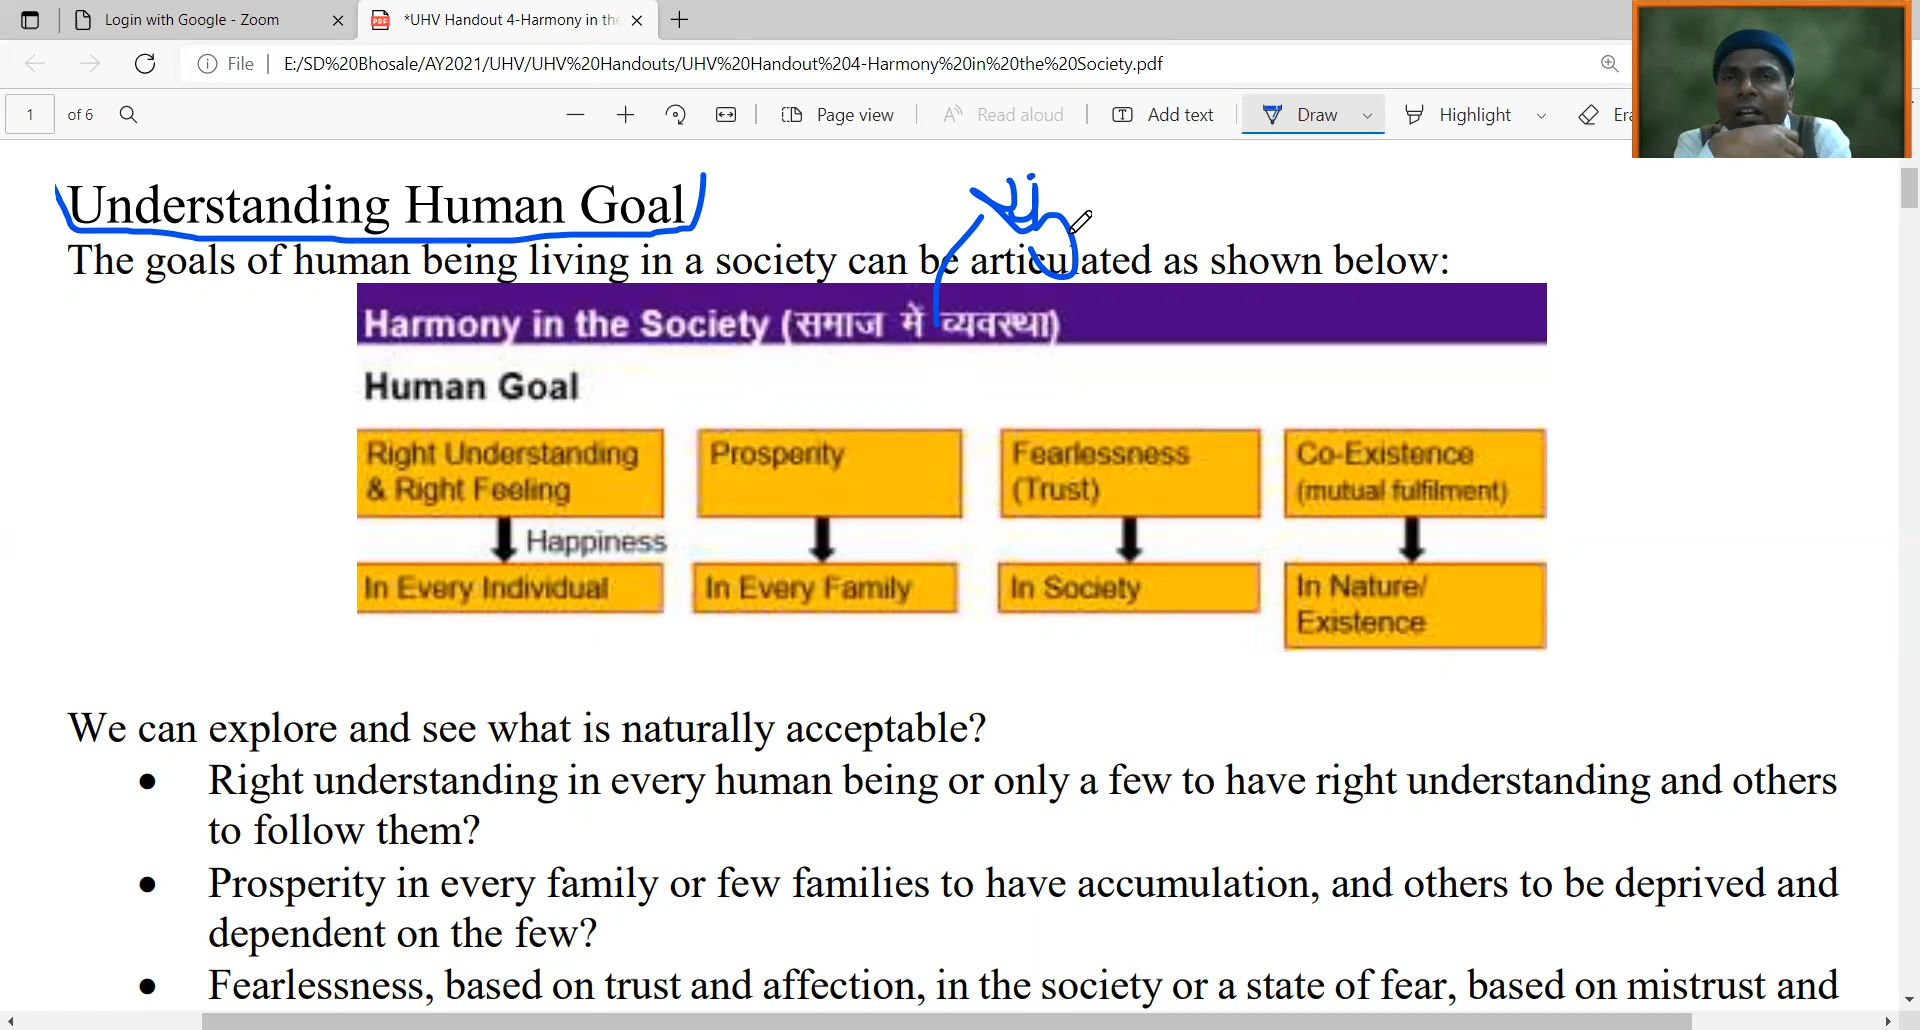 Login with Google - Zoom
*UHV Handout 4-Harmony in the
File
E:/SD%20Bhosale/AY2021/UHV/UHV%20Handouts/UHV%20Handout%204-Harmony%20in%20the%20Society.pdf
1 of 6 Page view Read aloud Add text Draw Highlight Era
Understanding Human Goal
The goals of human being living in a society can be articulated as shown below:
Harmony in the Society (समाज में व्यवस्था)
Human Goal
Right Understanding & Right Feeling
Happiness
In Every Individual
Prosperity
In Every Family
Fearlessness (Trust)
In Society
Co-Existence (mutual fulfilment)
In Nature/ Existence
We can explore and see what is naturally acceptable?
• Right understanding in every human being or only a few to have right understanding and others
to follow them?
• Prosperity in every family or few families to have accumulation, and others to be deprived and
dependent on the few?
• Fearlessness, based on trust and affection, in the society or a state of fear, based on mistrust and